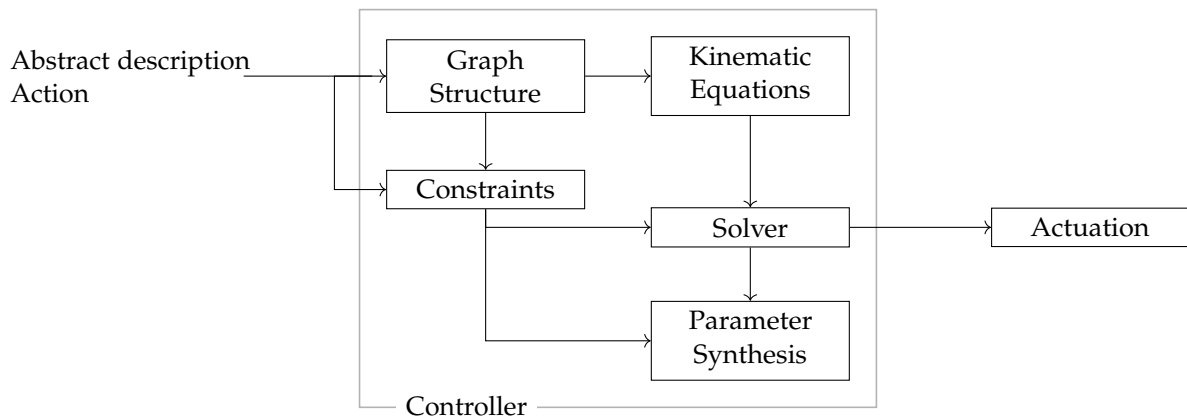 Abstract description
Action
Graph
Structure
Kinematic
Equations
Constraints
Solver
Actuation
Parameter
Synthesis
Controller